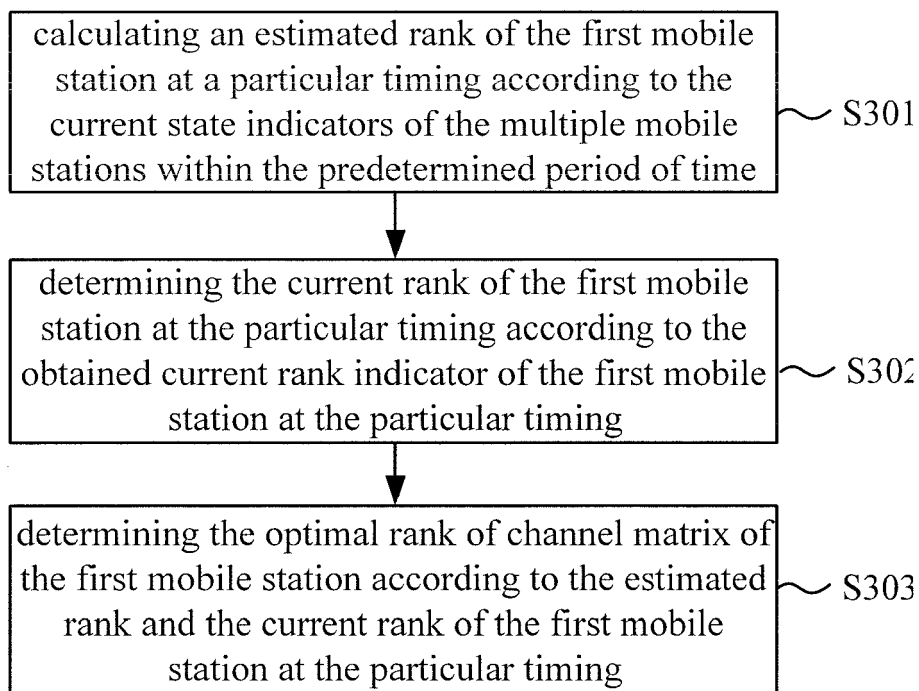 calculating an estimated rank of the first mobile
station at a particular timing according to the
current state indicators of the multiple mobile
stations within the predetermined period of time
S301
determining the current rank of the first mobile
station at the particular timing according to the
obtained current rank indicator of the first mobile
station at the particular timing
S302
determining the optimal rank of channel matrix of
the first mobile station according to the estimated
rank and the current rank of the first mobile
station at the particular timing
S303